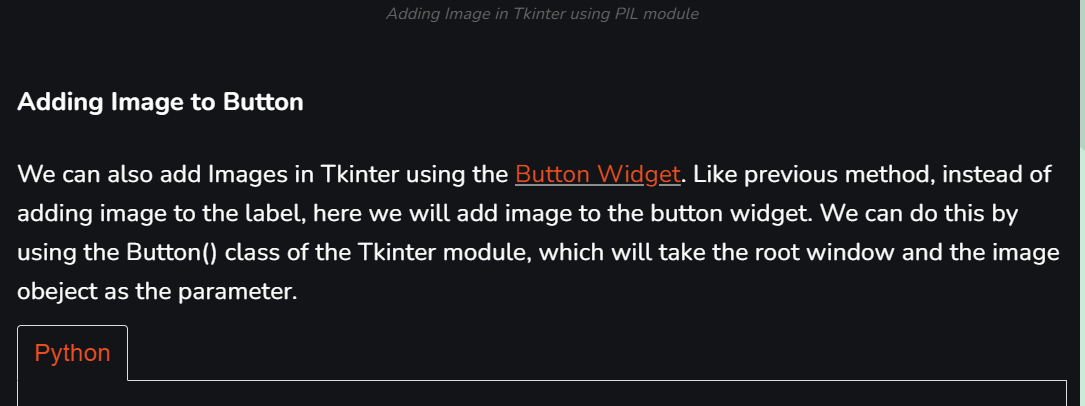 Adding Image in Tkinter using PIL module
Adding Image to Button
We can also add Images in Tkinter using the Button Widget. Like previous method, instead of
adding image to the label, here we will add image to the button widget. We can do this by
using the Button() class of the Tkinter module, which will take the root window and the image
obeject as the parameter.
Python